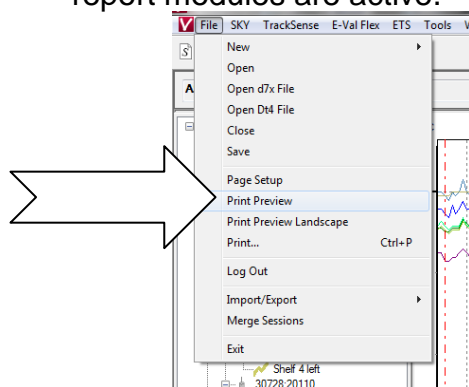 report modules are active.
File SKY TrackSense E-Val Flex ETS Tools
S
New
A
Open
Open d7x File
Open Dt4 File
Close
Save
Page Setup
Print Preview
Print Preview Landscape
Print... Ctrl+P
Log Out
Import/Export
Merge Sessions
Exit
Shelf 4 left
30728:20110